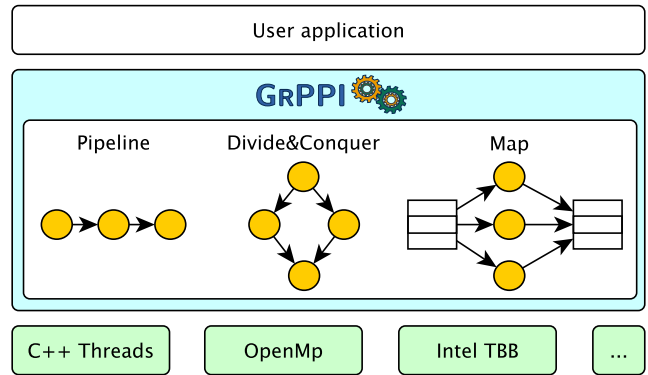 User application
GRPPI
Pipeline
Divide&Conquer
Map
C++ Threads
OpenMp
Intel TBB
...